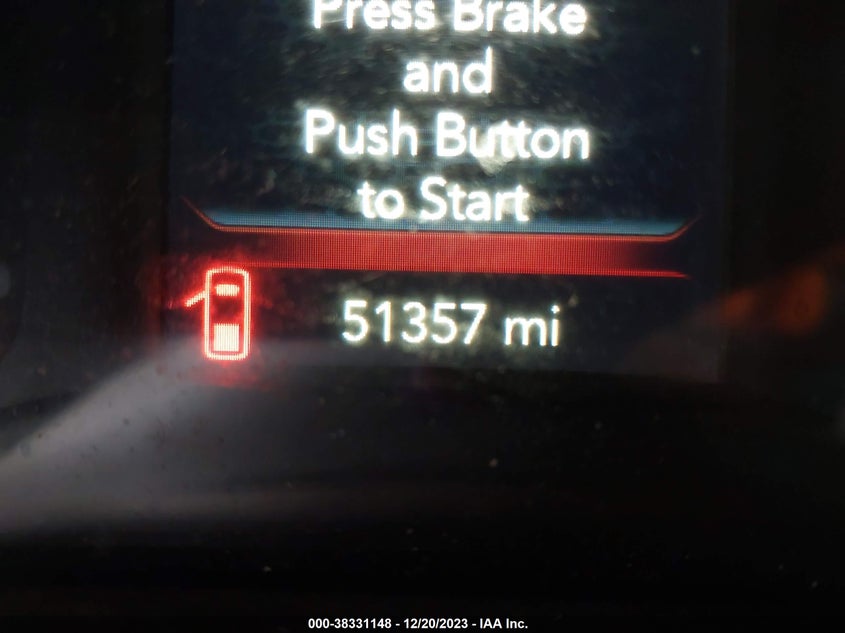 Press Brake
and
Push Button
to Start
51357 mi
000-38331148 - 12/20/2023 - IAA Inc.